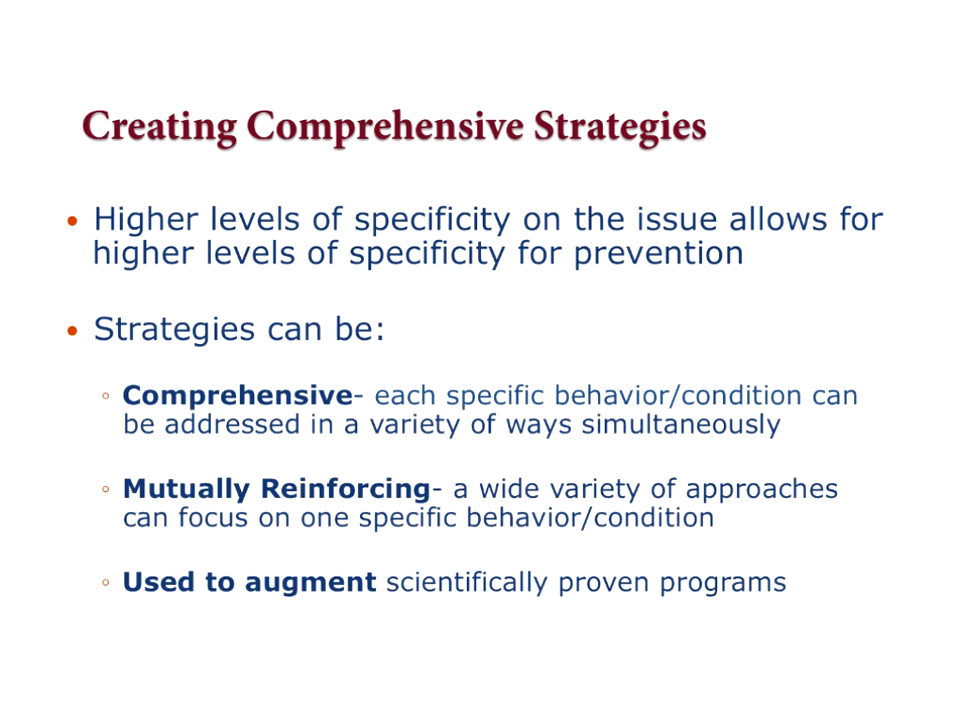 Creating Comprehensive Strategies
• Higher levels of specificity on the issue allows for
higher levels of specificity for prevention
• Strategies can be:
◦ Comprehensive- each specific behavior/condition can
be addressed in a variety of ways simultaneously
◦ Mutually Reinforcing- a wide variety of approaches
can focus on one specific behavior/condition
◦ Used to augment scientifically proven programs